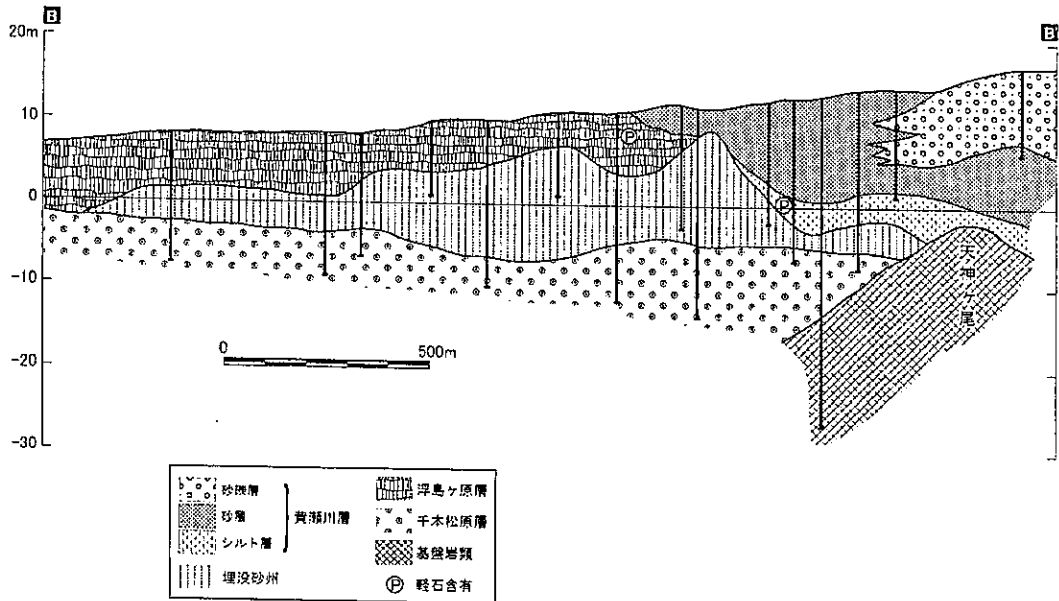 B
B'
20m
10
0
-10
-20
-30
P
P
天神ヶ尾
0 500m
砂礫層
砂層
シルト層
黄瀬川層
埋没砂州
浮島ヶ原層
千本松原層
基盤岩類
P 軽石含有